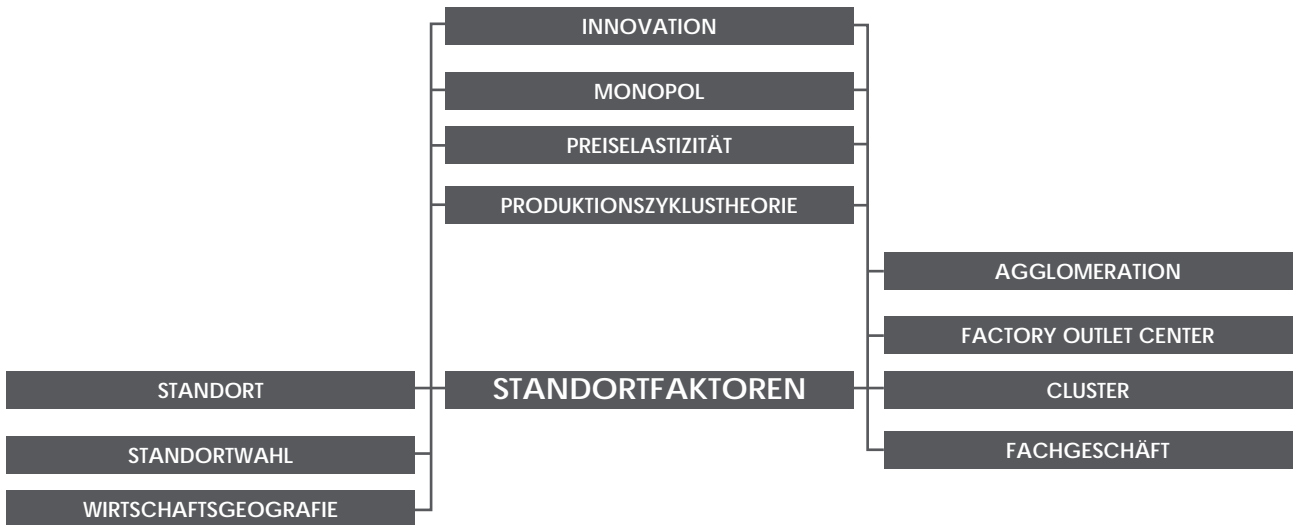 INNOVATION
MONOPOL
PREISELASTIZITÄT
PRODUKTIONSZYKLUSTHEORIE
AGGLOMERATION
FACTORY OUTLET CENTER
STANDORT
STANDORTFAKTOREN
CLUSTER
STANDORTWAHL
FACHGESCHÄFT
WIRTSCHAFTSGEOGRAFIE